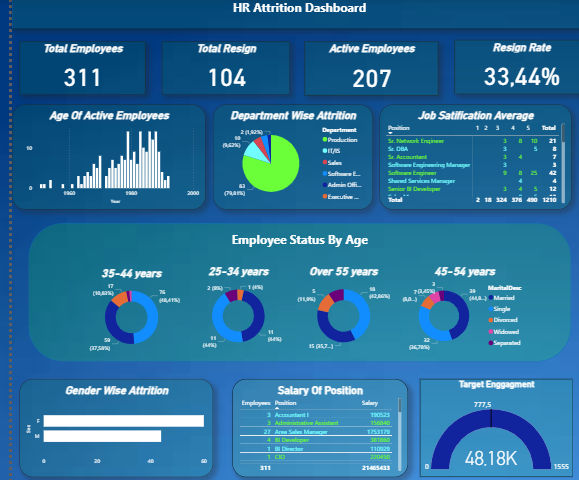 HR Attrition Dashboard
Total Employees
311
Total Resign
104
Active Employees
207
Resign Rate
33,44%
Age Of Active Employees
10
0
1960
1980
2000
Year
Department Wise Attrition
2 (1,92%)
10
(9,62%)
83
(79,81%)
Department
Production
IT/IS
Sales
Software E...
Admin Offi...
Executive ...
Job Satification Average
Position 1 2 3 4 5 Total
Sr. Network Engineer 3 8 10 21
Sr. DBA 3 5 8
Sr. Accountant 3 4 7
Software Engineering Manager 3 3
Software Engineer 9 8 25 42
Shared Services Manager 4 4
Senior BI Developer 3 4 5 12
Total 2 18 324 376 490 1210
Employee Status By Age
35-44 years
17
(10,83%)
76
(48,41%)
59
(37,58%)
25-34 years
2 (8%)
1 (4%)
11
(44%)
11
(44%)
Over 55 years
5
(11,9%)
18
(42,86%)
15 (35,7...)
45-54 years
3
7 (3,45%)
(8,0...)
39
(44,8...)
32
(36,78%)
MaritalDesc
Married
Single
Divorced
Widowed
Separated
Gender Wise Attrition
Sex
F
M
0
20
40
60
Salary Of Position
Employees Position Salary
3 Accountant I 190523
3 Administrative Assistant 156840
27 Area Sales Manager 1753179
4 BI Developer
1 BI Director 110929
1 CIO 220450
311 21465433
Target Enggagment
777,5
48.18K
0
1555